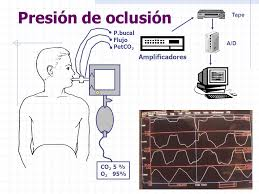 Presión de oclusión
• P.bucal
• Flujo
• PetCO₂
Tape
A/D
Amplificadores
CO₂ 5 %
O₂ 95%